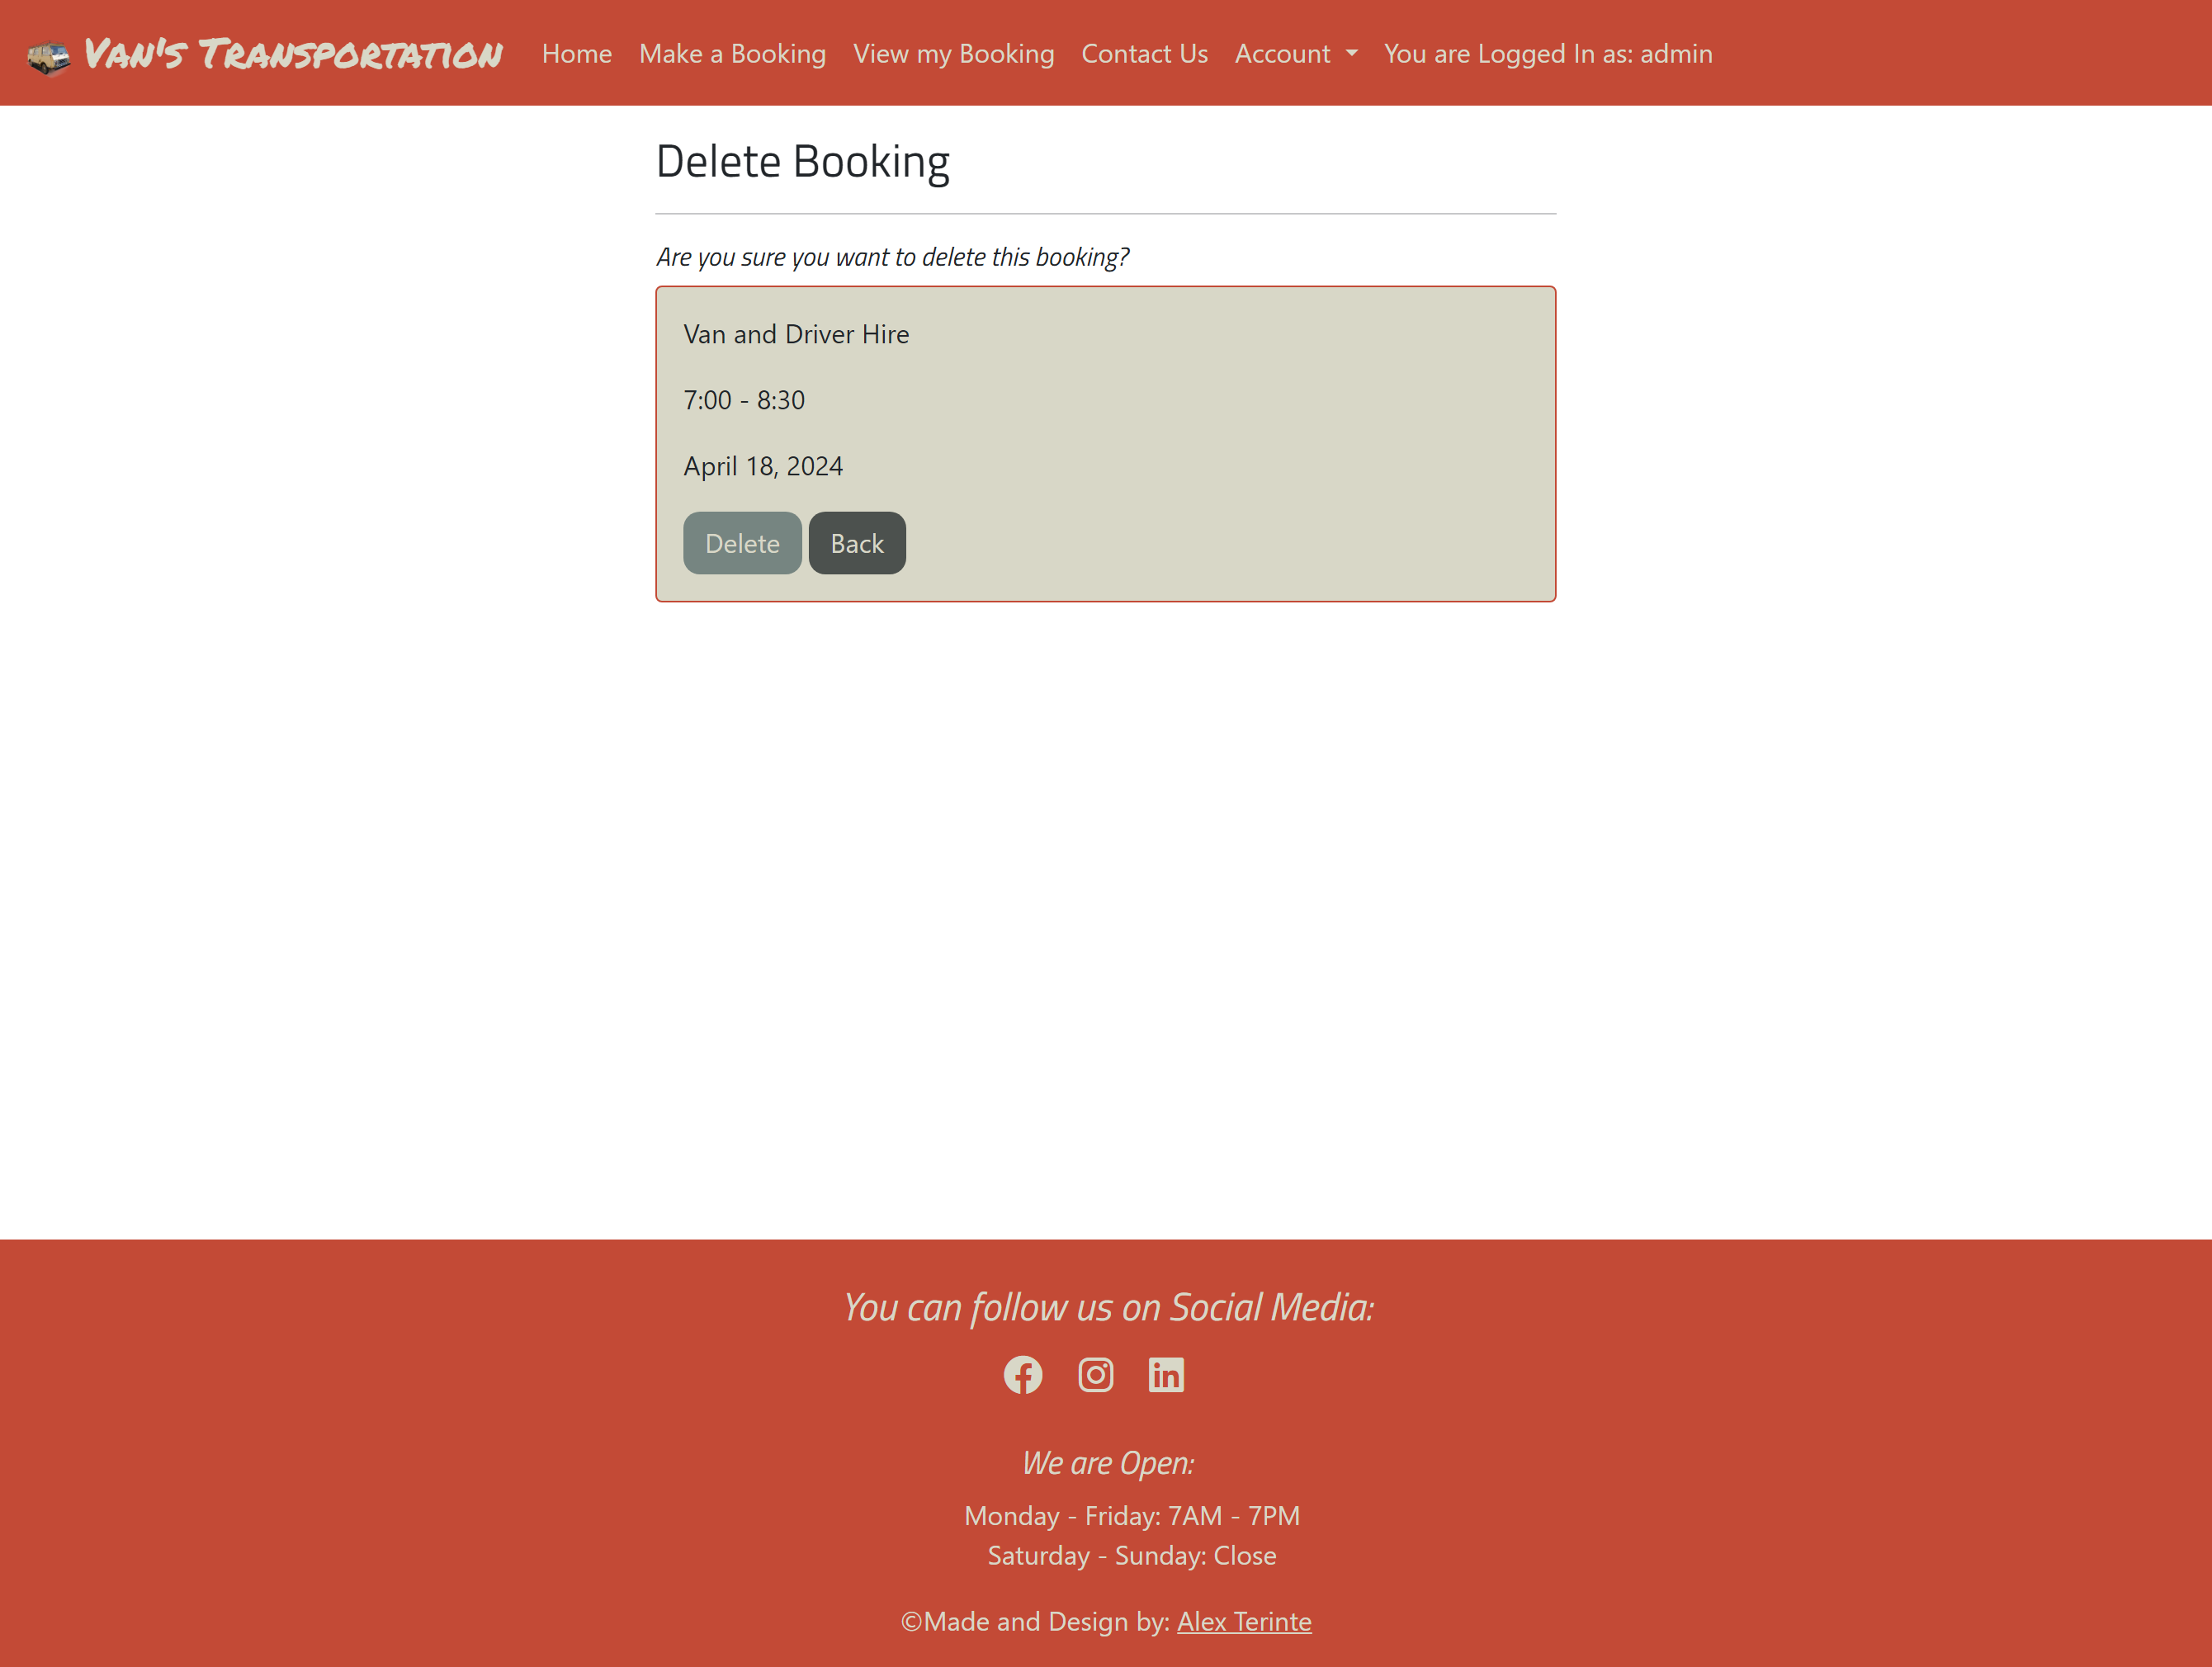 Van's Transportation
Home Make a Booking View my Booking Contact Us Account You are Logged In as: admin
Delete Booking
Are you sure you want to delete this booking?
Van and Driver Hire
7:00 - 8:30
April 18, 2024
Delete Back
You can follow us on Social Media:
We are Open:
Monday - Friday: 7AM - 7PM
Saturday - Sunday: Close
©Made and Design by: Alex Terinte